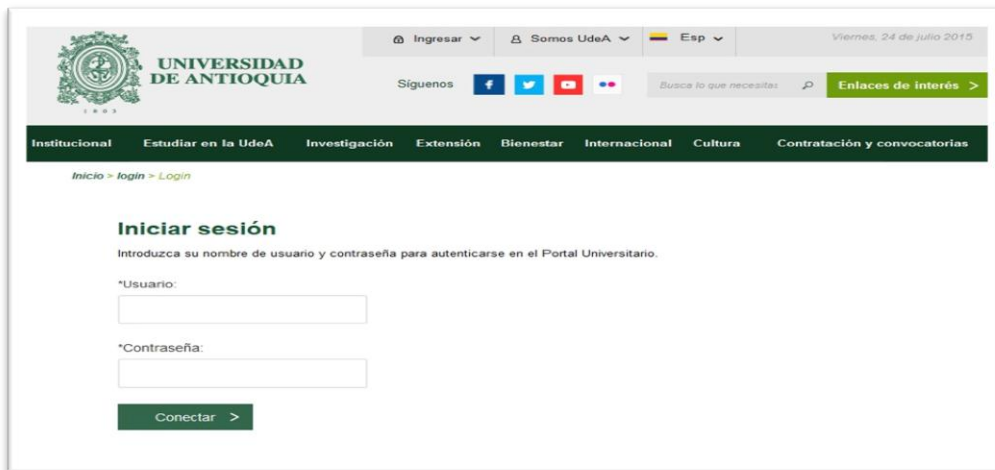 Ingresar
Somos UdeA
Esp
Viernes, 24 de julio 2015
UNIVERSIDAD
DE ANTIOQUIA
1803
Síguenos
Busca lo que necesitas
Enlaces de interés >
Institucional Estudiar en la UdeA Investigación Extensión Bienestar Internacional Cultura Contratación y convocatorias
Inicio > login > Login
Iniciar sesión
Introduzca su nombre de usuario y contraseña para autenticarse en el Portal Universitario.
*Usuario:
*Contraseña:
Conectar >